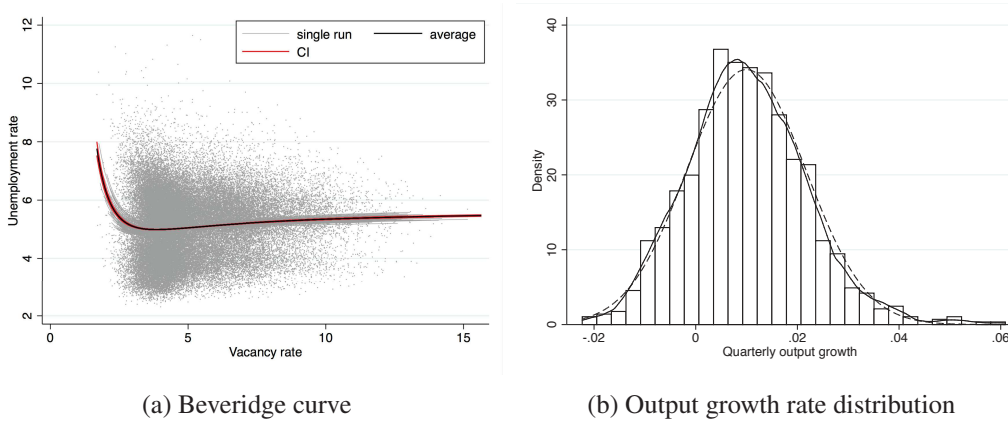 12
10
8
6
4
2
Unemployment rate
single run
average
CI
0
5
10
15
Vacancy rate
(a) Beveridge curve
40
30
20
10
0
Density
-.02
0
.02
.04
.06
Quarterly output growth
(b) Output growth rate distribution